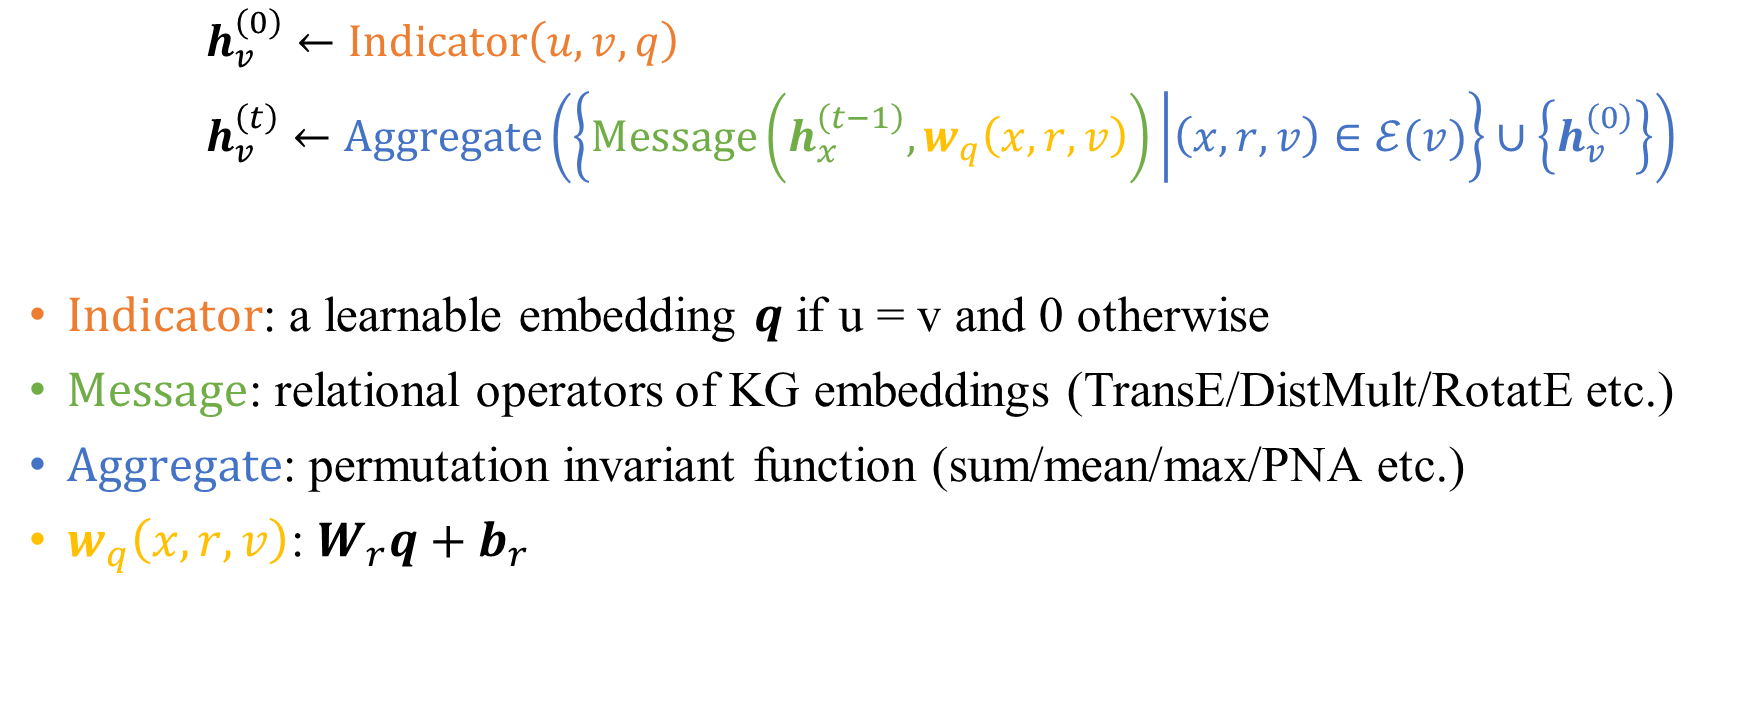 𝒉_v^(0) ← Indicator(u, v, q)
𝒉_v^(t) ← Aggregate({Message(𝒉_x^(t−1), 𝒘_q(x, r, v)) | (x, r, v) ∈ ℰ(v)} ∪ {𝒉_v^(0)})
• Indicator: a learnable embedding 𝒒 if u = v and 0 otherwise
• Message: relational operators of KG embeddings (TransE/DistMult/RotatE etc.)
• Aggregate: permutation invariant function (sum/mean/max/PNA etc.)
• 𝒘_q(x, r, v): 𝑾_r𝒒 + 𝒃_r